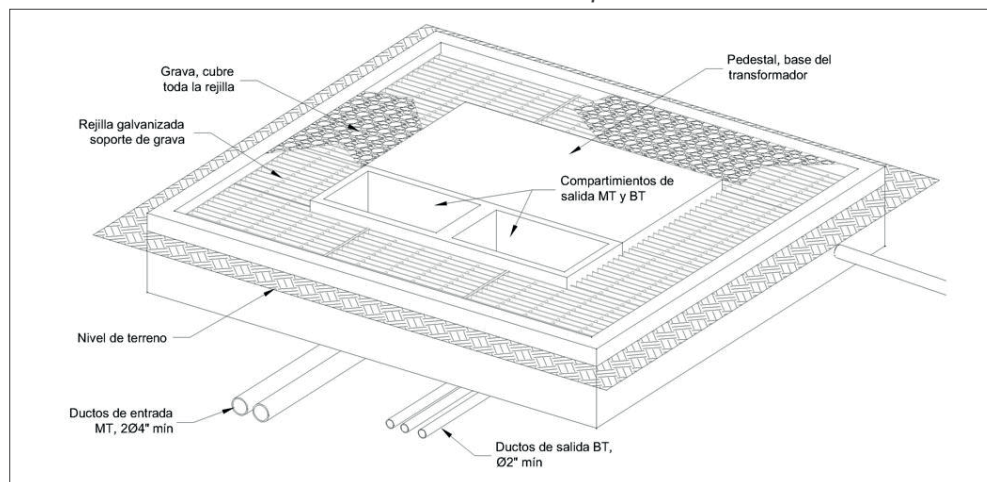 Grava, cubre
toda la rejilla
Pedestal, base del
transformador
Rejilla galvanizada
soporte de grava
Compartimientos de
salida MT y BT
Nivel de terreno
Ductos de entrada
MT, 2Ø4" mín
Ductos de salida BT,
Ø2" mín